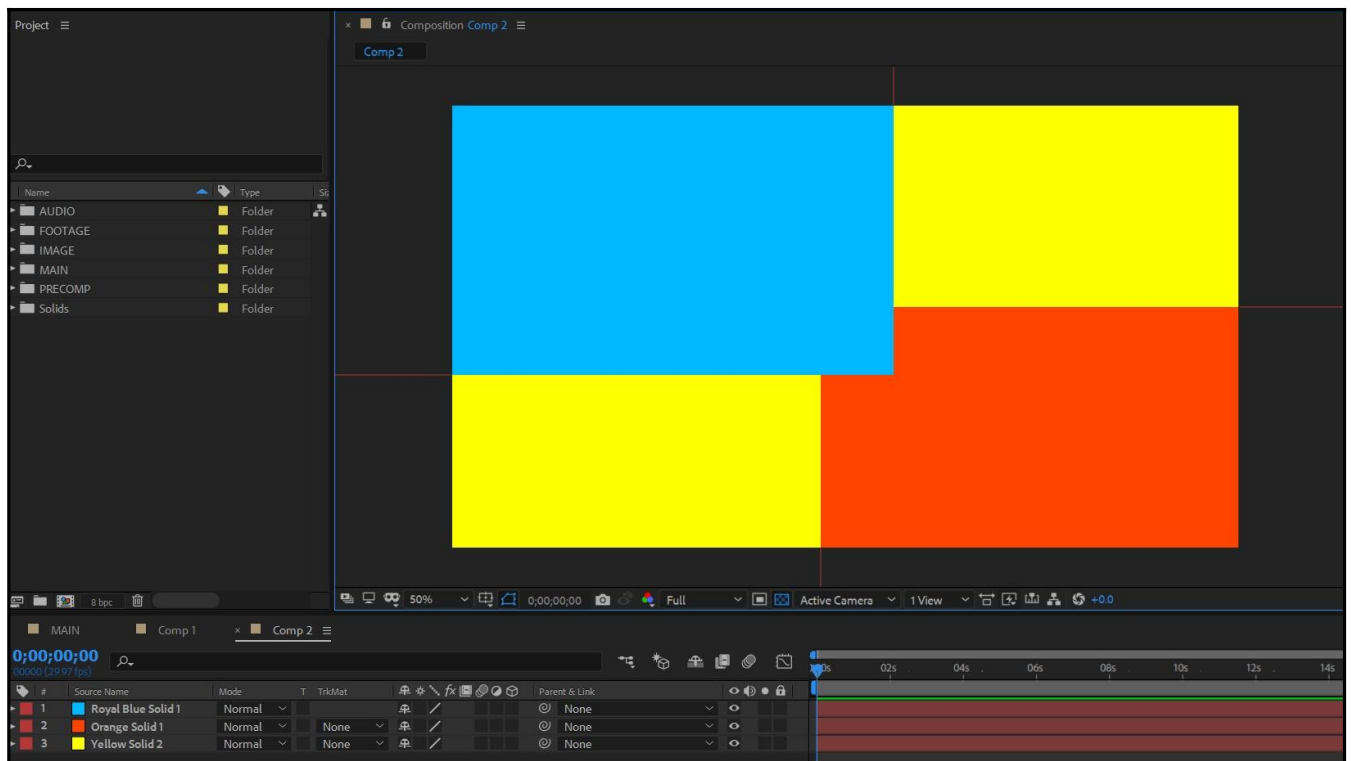 Project
Composition Comp 2
Comp 2
Name Type
AUDIO Folder
FOOTAGE Folder
IMAGE Folder
MAIN Folder
PRECOMP Folder
Solids Folder
8 bpc
50% 0;00;00;00 Full Active Camera 1 View +0.0
MAIN Comp 1 Comp 2
0;00;00;00
00000 (29.97 fps)
02s 04s 06s 08s 10s 12s 14s
# Source Name Mode T TrkMat fx Parent & Link
1 Royal Blue Solid 1 Normal None
2 Orange Solid 1 Normal None None
3 Yellow Solid 2 Normal None None